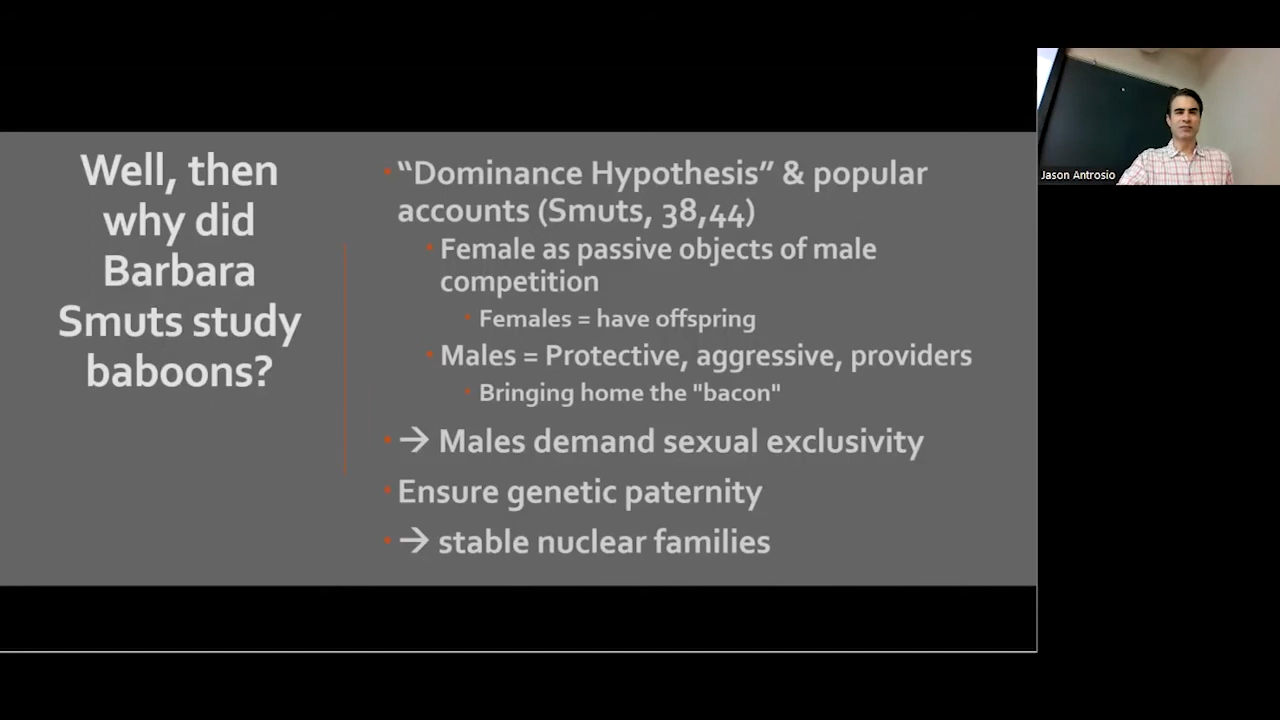 Well, then
why did
Barbara
Smuts study
baboons?
• “Dominance Hypothesis” & popular
accounts (Smuts, 38,44)
• Female as passive objects of male
competition
• Females = have offspring
• Males = Protective, aggressive, providers
• Bringing home the "bacon"
• → Males demand sexual exclusivity
• Ensure genetic paternity
• → stable nuclear families
Jason Antrosio